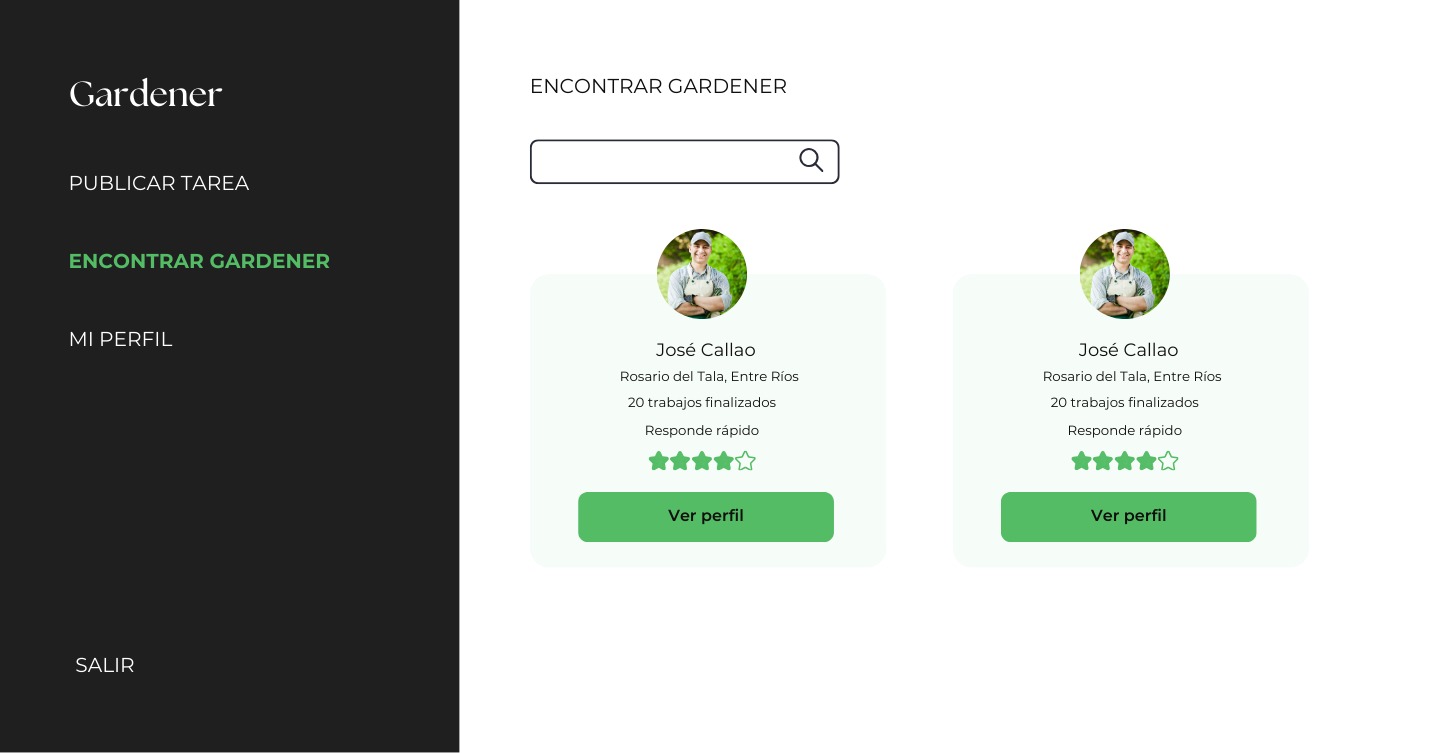 Gardener
PUBLICAR TAREA
ENCONTRAR GARDENER
MI PERFIL
SALIR
ENCONTRAR GARDENER
José Callao
Rosario del Tala, Entre Ríos
20 trabajos finalizados
Responde rápido
Ver perfil
José Callao
Rosario del Tala, Entre Ríos
20 trabajos finalizados
Responde rápido
Ver perfil